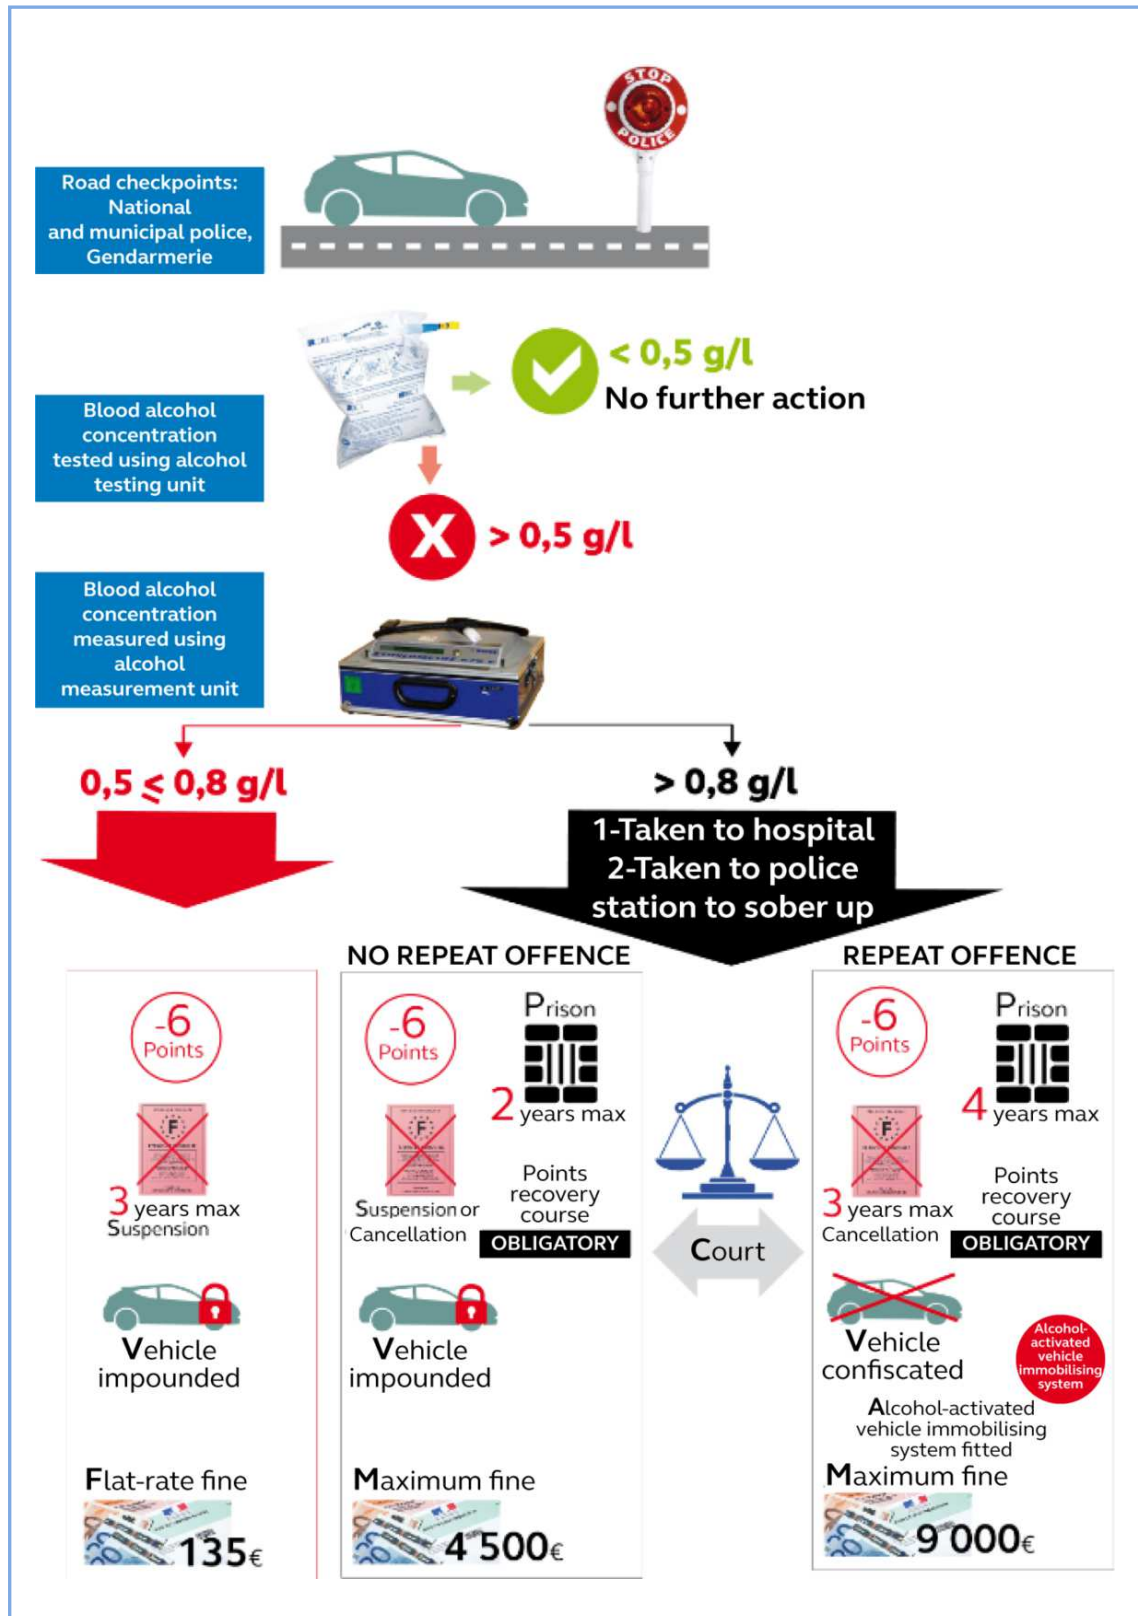 STOP
POLICE
Road checkpoints:
National
and municipal police,
Gendarmerie
< 0,5 g/l
No further action
Blood alcohol
concentration
tested using alcohol
testing unit
X > 0,5 g/l
Blood alcohol
concentration
measured using
alcohol
measurement unit
0,5 ≤ 0,8 g/l
> 0,8 g/l
1-Taken to hospital
2-Taken to police
station to sober up
NO REPEAT OFFENCE
REPEAT OFFENCE
-6
Points
F
3 years max
Suspension
Vehicle
impounded
Flat-rate fine
135€
-6
Points
Prison
2 years max
F
Suspension or
Cancellation
Points
recovery
course
OBLIGATORY
Vehicle
impounded
Maximum fine
4 500€
Court
-6
Points
Prison
4 years max
F
3 years max
Cancellation
Points
recovery
course
OBLIGATORY
Vehicle
confiscated
Alcohol-
activated
vehicle
immobilising
system
Alcohol-activated
vehicle immobilising
system fitted
Maximum fine
9 000€